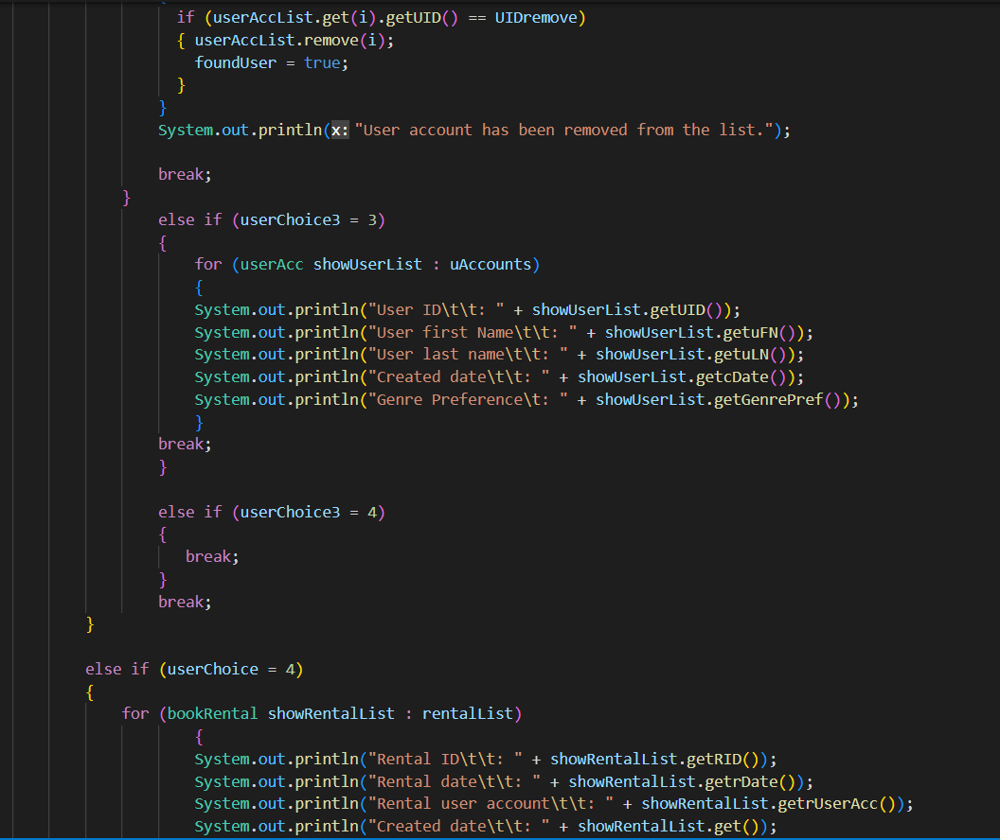 {
if (userAccList.get(i).getUID() == UIDremove)
{ userAccList.remove(i);
foundUser = true;
}
}
System.out.println(x: "User account has been removed from the list.");
break;
}
else if (userChoice3 = 3)
{
for (userAcc showUserList : uAccounts)
{
System.out.println("User ID\t\t: " + showUserList.getUID());
System.out.println("User first Name\t\t: " + showUserList.getuFN());
System.out.println("User last name\t\t: " + showUserList.getuLN());
System.out.println("Created date\t\t: " + showUserList.getcDate());
System.out.println("Genre Preference\t: " + showUserList.getGenrePref());
}
break;
}
else if (userChoice3 = 4)
{
break;
}
break;
}
else if (userChoice = 4)
{
for (bookRental showRentalList : rentalList)
{
System.out.println("Rental ID\t\t: " + showRentalList.getRID());
System.out.println("Rental date\t\t: " + showRentalList.getrDate());
System.out.println("Rental user account\t\t: " + showRentalList.getrUserAcc());
System.out.println("Created date\t\t: " + showRentalList.get());